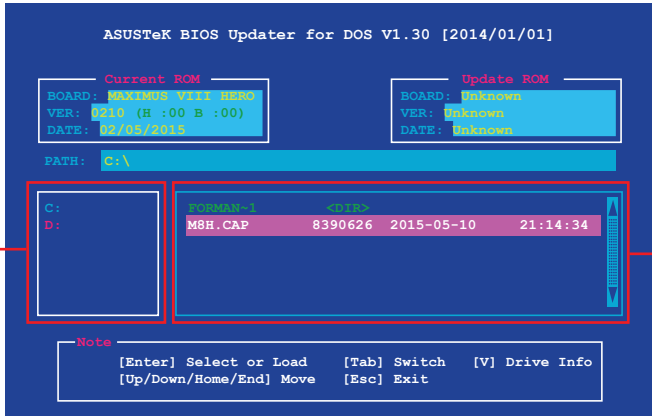 ASUSTeK BIOS Updater for DOS V1.30 [2014/01/01]
Current ROM
BOARD: MAXIMUS VIII HERO
VER: 0210 (H :00 B :00)
DATE: 02/05/2015
Update ROM
BOARD: Unknown
VER: Unknown
DATE: Unknown
PATH: C:\
C:
D:
FORMAN~1 <DIR>
M8H.CAP 8390626 2015-05-10 21:14:34
Note
[Enter] Select or Load [Tab] Switch [V] Drive Info
[Up/Down/Home/End] Move [Esc] Exit